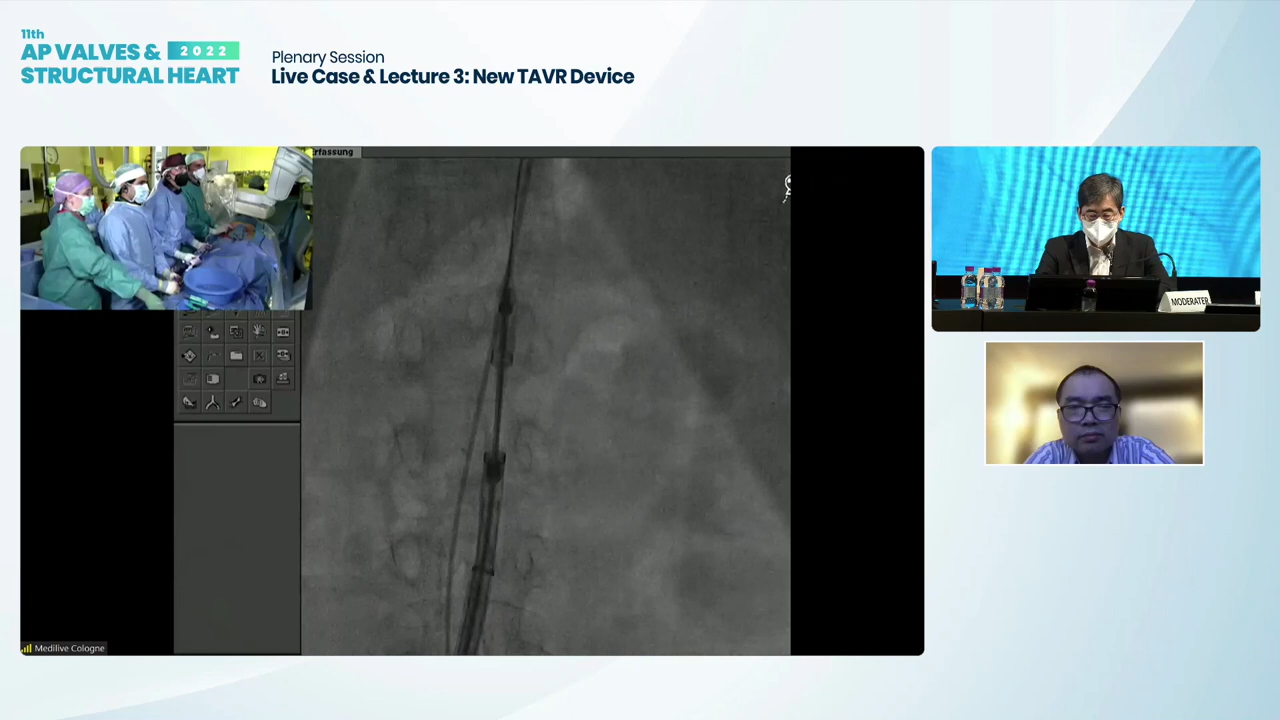 11th
AP VALVES & 2022
STRUCTURAL HEART
Plenary Session
Live Case & Lecture 3: New TAVR Device
rfassung
MODERATER
Medilive Cologne